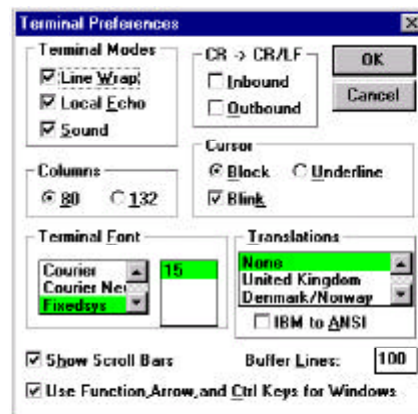 Terminal Preferences
Terminal Modes
Line Wrap
Local Echo
Sound
CR -> CR/LF
Inbound
Outbound
OK
Cancel
Columns
80 132
Cursor
Block Underline
Blink
Terminal Font
Courier
Courier Nev
Fixedsys
15
Translations
None
United Kingdom
Denmark/Norway
IBM to ANSI
Show Scroll Bars
Buffer Lines: 100
Use Function,Arrow,and Ctrl Keys for Windows